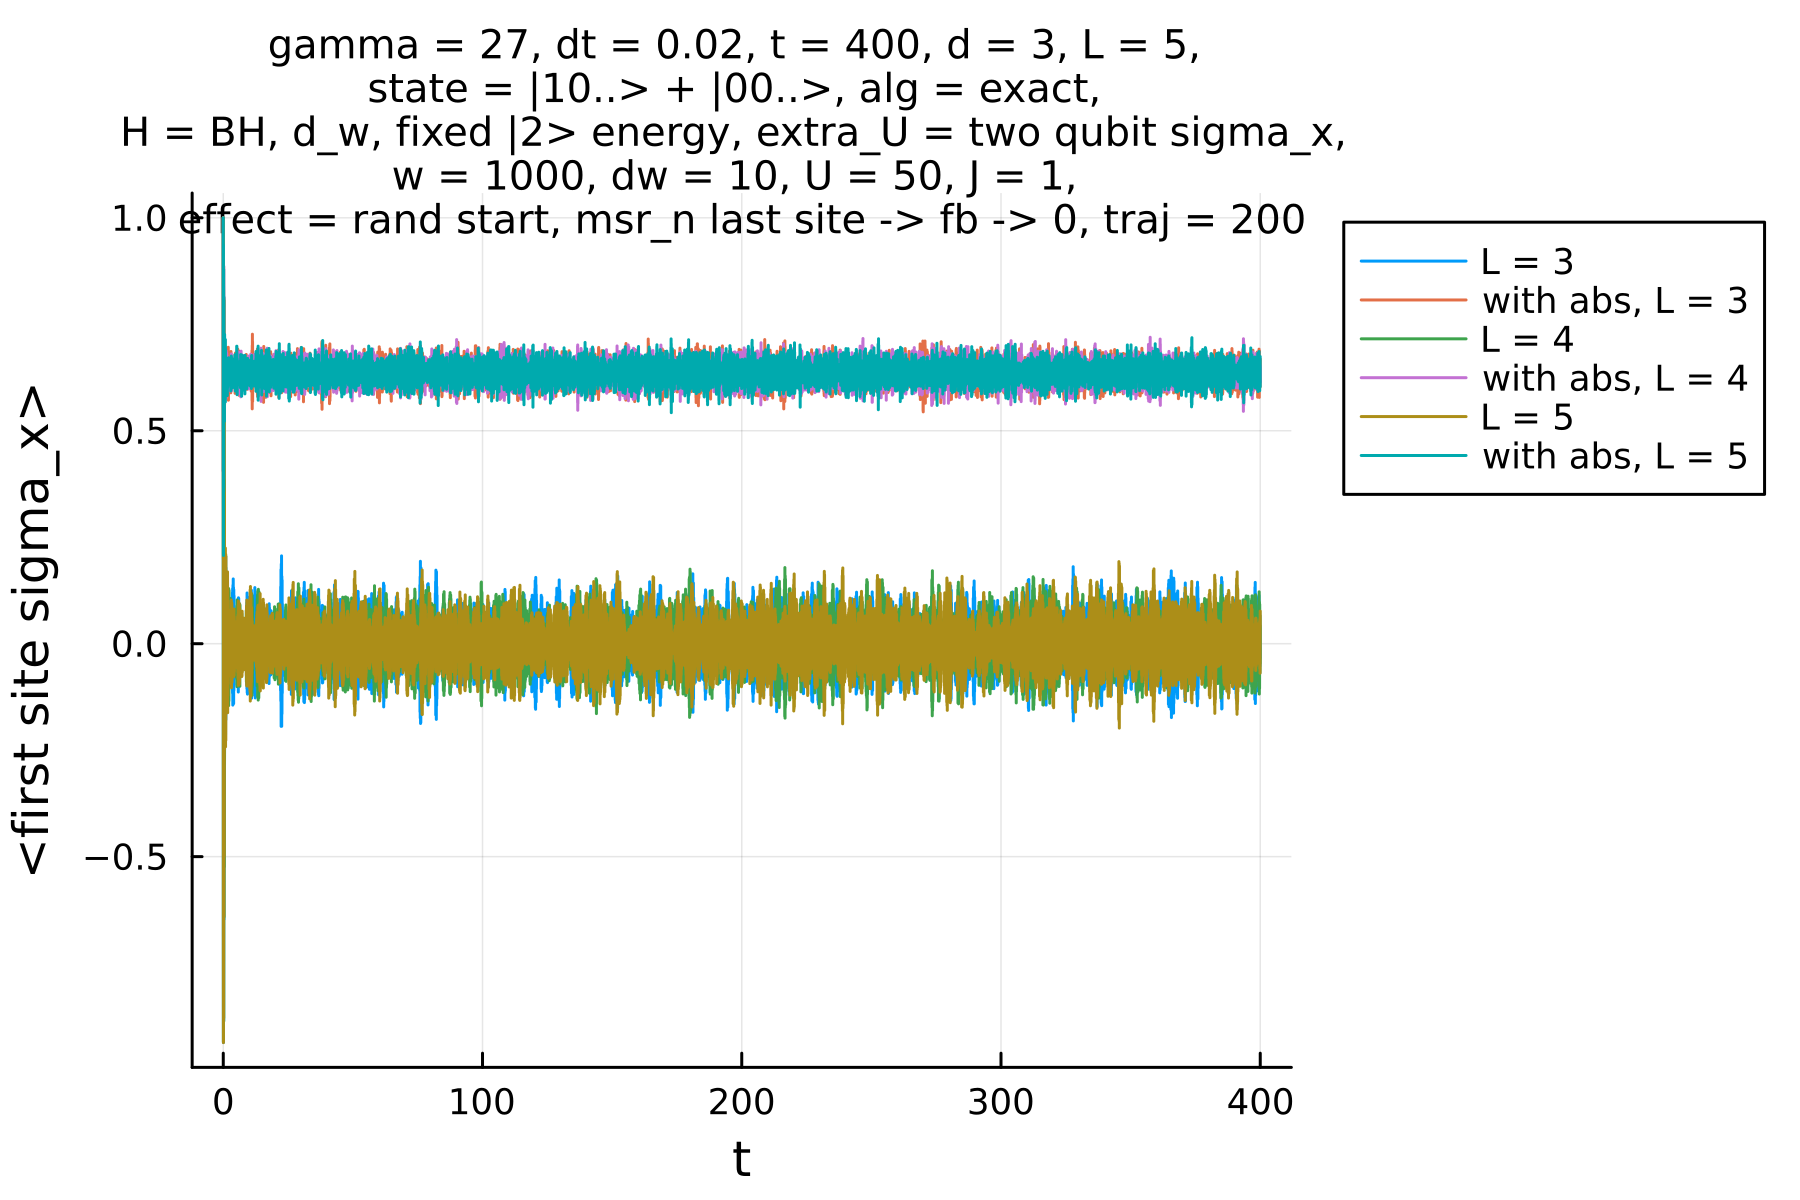 gamma = 27, dt = 0.02, t = 400, d = 3, L = 5,
state = |10..> + |00..>, alg = exact,
H = BH, d_w, fixed |2> energy, extra_U = two qubit sigma_x,
w = 1000, dw = 10, U = 50, J = 1,
effect = rand start, msr_n last site -> fb -> 0, traj = 200
1.0
0.5
0.0
−0.5
<first site sigma_x>
0
100
200
300
400
t
L = 3
with abs, L = 3
L = 4
with abs, L = 4
L = 5
with abs, L = 5